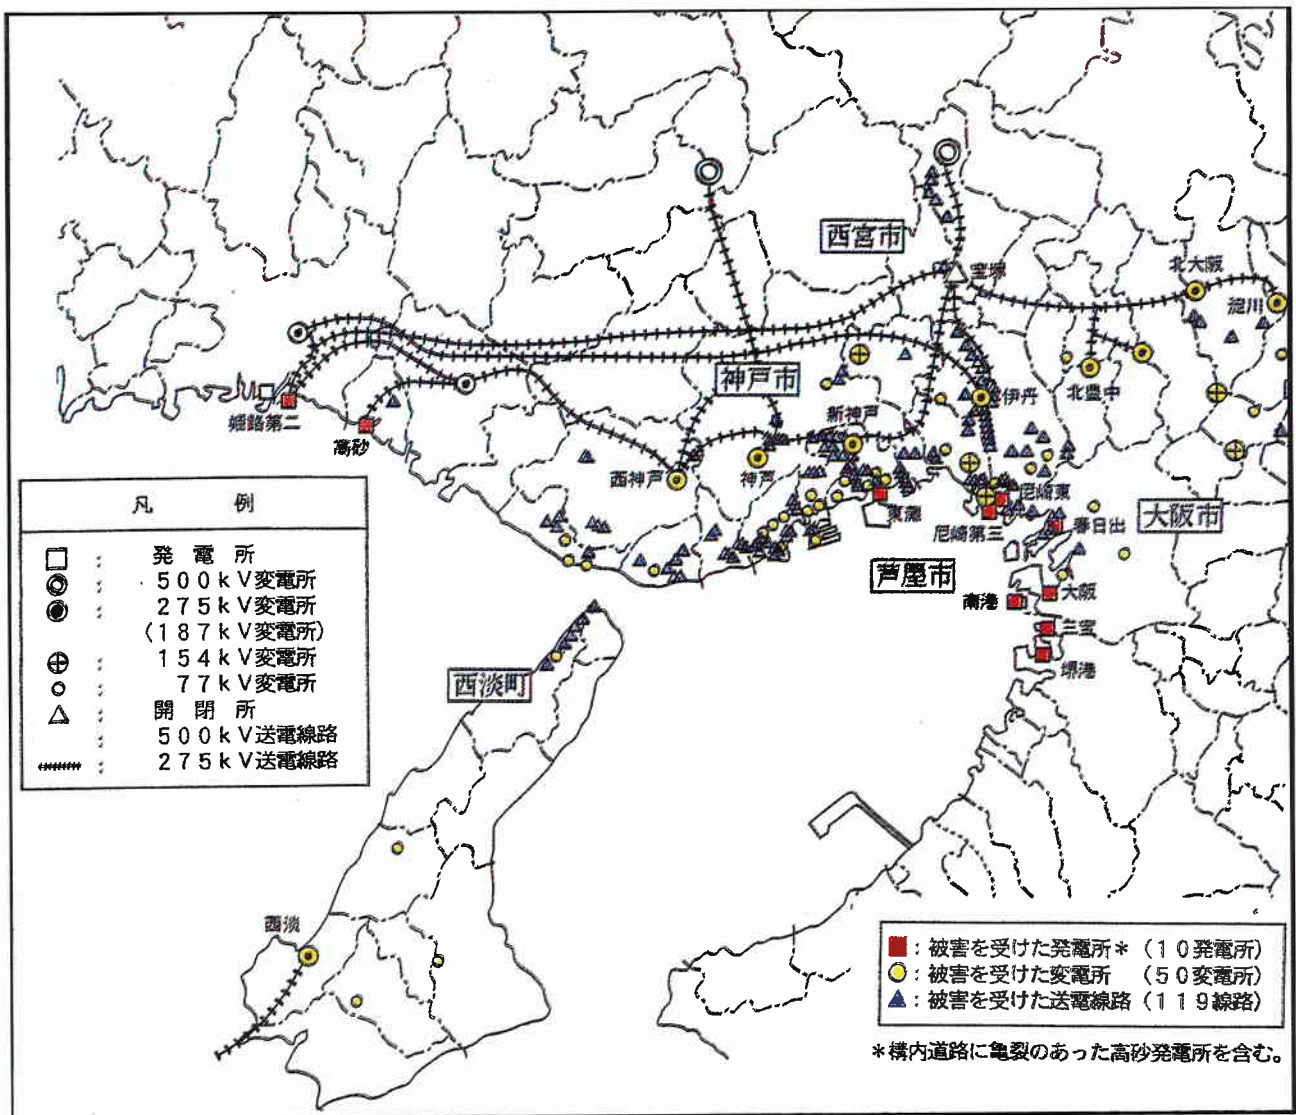 西宮市
宝塚
北大阪
淀川
神戸市
伊丹
北豊中
姫路第二
高砂
新神戸
西神戸
神戸
東灘
尼崎東
尼崎第三
春日出
大阪市
芦屋市
南港
大阪
三宝
堺港
西淡町
西淡
凡 例
: 発電所
: 500kV変電所
: 275kV変電所
(187kV変電所)
: 154kV変電所
: 77kV変電所
: 開閉所
: 500kV送電線路
: 275kV送電線路
: 被害を受けた発電所* (10発電所)
: 被害を受けた変電所 (50変電所)
: 被害を受けた送電線路 (119線路)
*構内道路に亀裂のあった高砂発電所を含む。